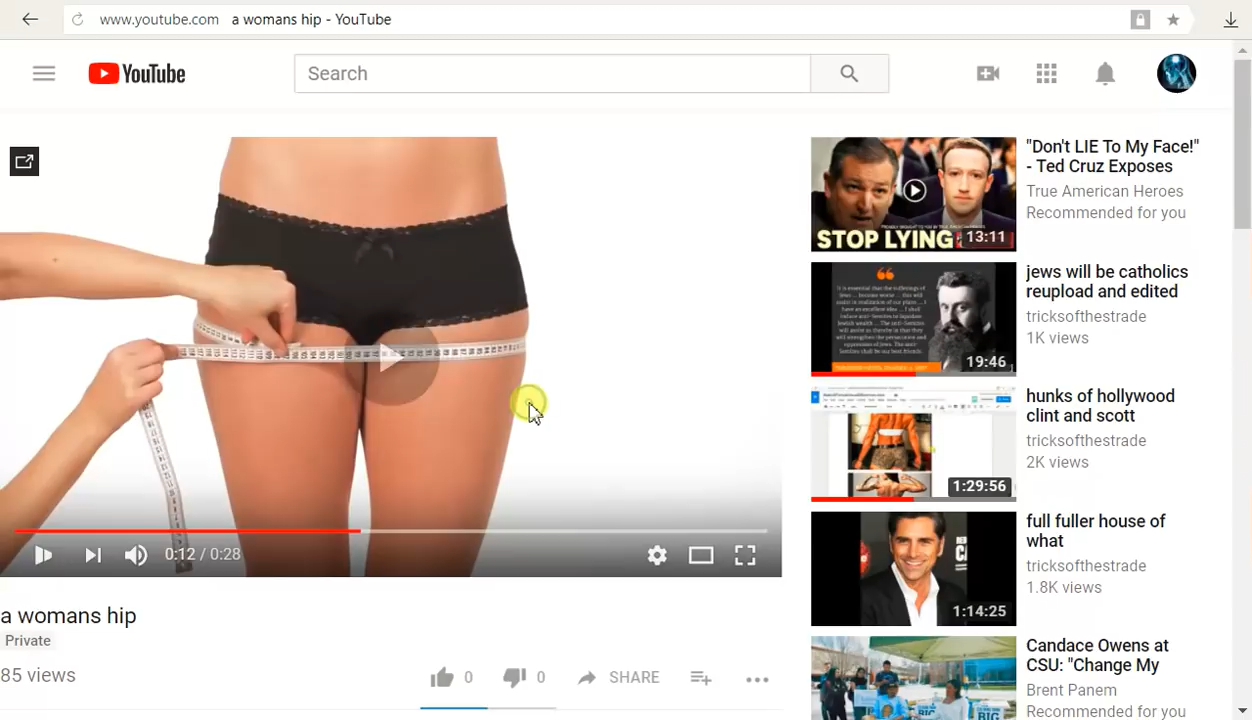 www.youtube.com a womans hip - YouTube
YouTube
Search
0:12 / 0:28
a womans hip
Private
85 views
0
0
SHARE
STOP LYING
13:11
"Don't LIE To My Face!"
- Ted Cruz Exposes
True American Heroes
Recommended for you
19:46
jews will be catholics
reupload and edited
tricksofthestrade
1K views
1:29:56
hunks of hollywood
clint and scott
tricksofthestrade
2K views
1:14:25
full fuller house of
what
tricksofthestrade
1.8K views
BIG
Candace Owens at
CSU: "Change My
Brent Panem
Recommended for you